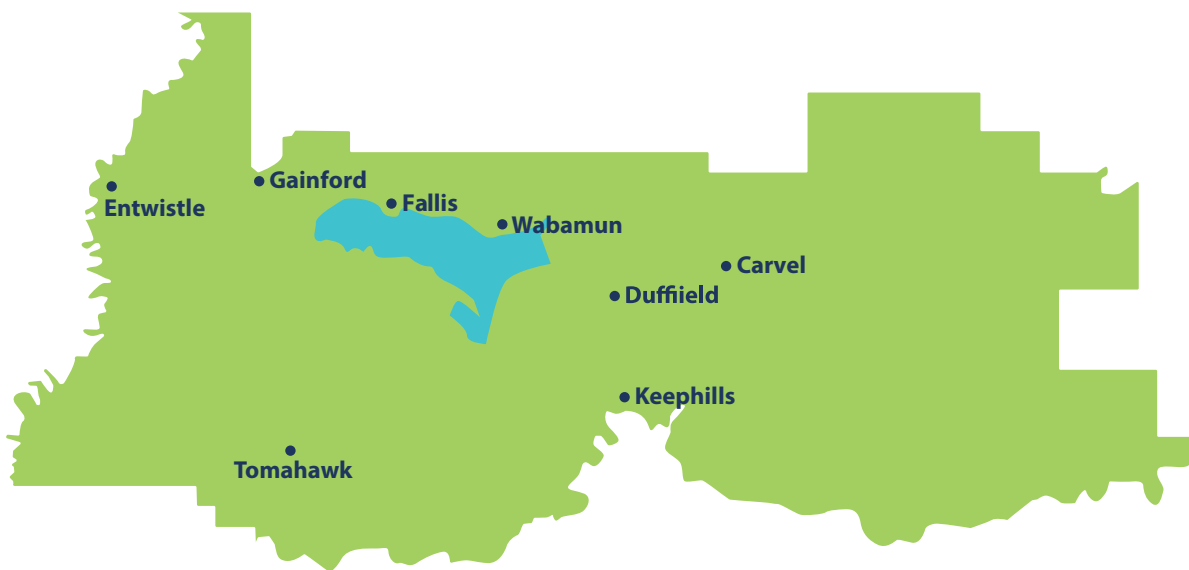 Gainford
Entwistle
Fallis
Wabamun
Carvel
Duffiield
Keephills
Tomahawk